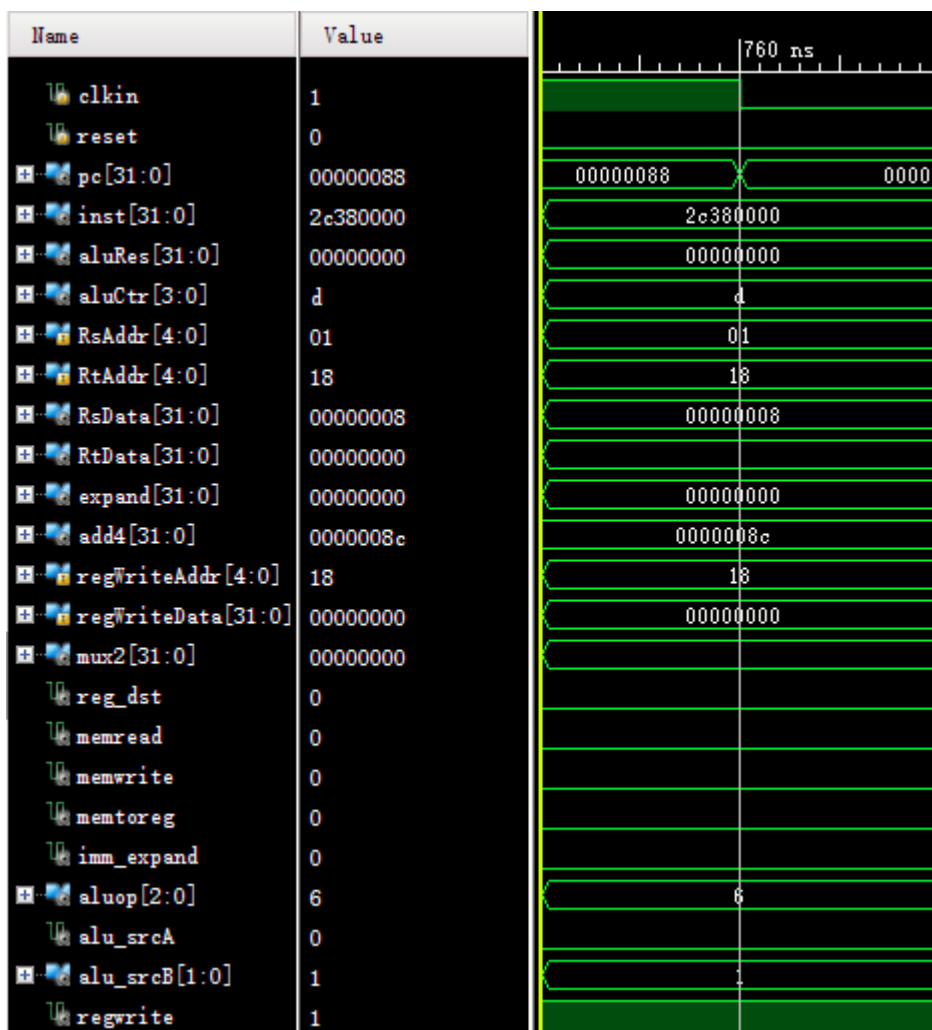 Name Value 760 ns
clkin 1
reset 0
pc[31:0] 00000088 00000088 0000
inst[31:0] 2c380000 2c380000
aluRes[31:0] 00000000 00000000
aluCtr[3:0] d d
RsAddr[4:0] 01 01
RtAddr[4:0] 18 18
RsData[31:0] 00000008 00000008
RtData[31:0] 00000000
expand[31:0] 00000000 00000000
add4[31:0] 0000008c 0000008c
regWriteAddr[4:0] 18 18
regWriteData[31:0] 00000000 00000000
mux2[31:0] 00000000
reg_dst 0
memread 0
memwrite 0
memtoreg 0
imm_expand 0
aluop[2:0] 6 6
alu_srcA 0
alu_srcB[1:0] 1 1
regwrite 1